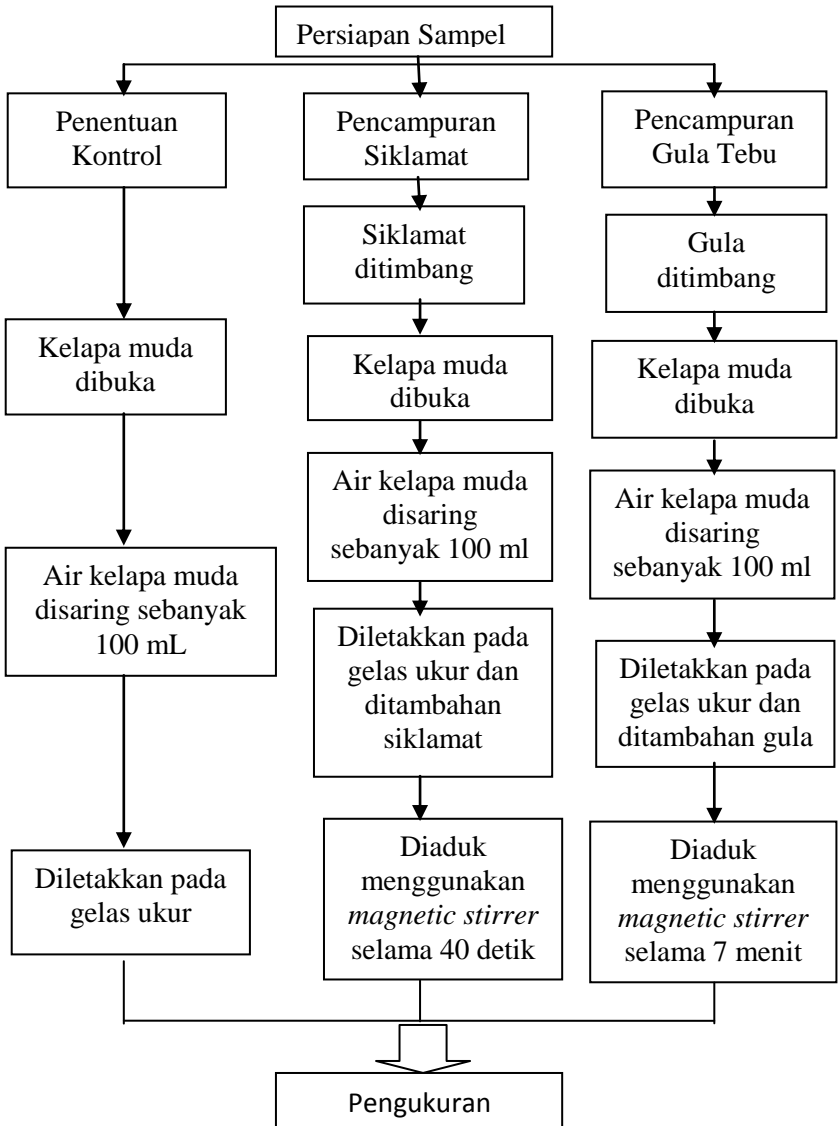 Persiapan Sampel
Penentuan
Kontrol
Kelapa muda
dibuka
Air kelapa muda
disaring sebanyak
100 mL
Diletakkan pada
gelas ukur
Pencampuran
Siklamat
Siklamat
ditimbang
Kelapa muda
dibuka
Air kelapa muda
disaring
sebanyak 100 ml
Diletakkan pada
gelas ukur dan
ditambahan
siklamat
Diaduk
menggunakan
magnetic stirrer
selama 40 detik
Pencampuran
Gula Tebu
Gula
ditimbang
Kelapa muda
dibuka
Air kelapa muda
disaring
sebanyak 100 ml
Diletakkan pada
gelas ukur dan
ditambahan gula
Diaduk
menggunakan
magnetic stirrer
selama 7 menit
Pengukuran